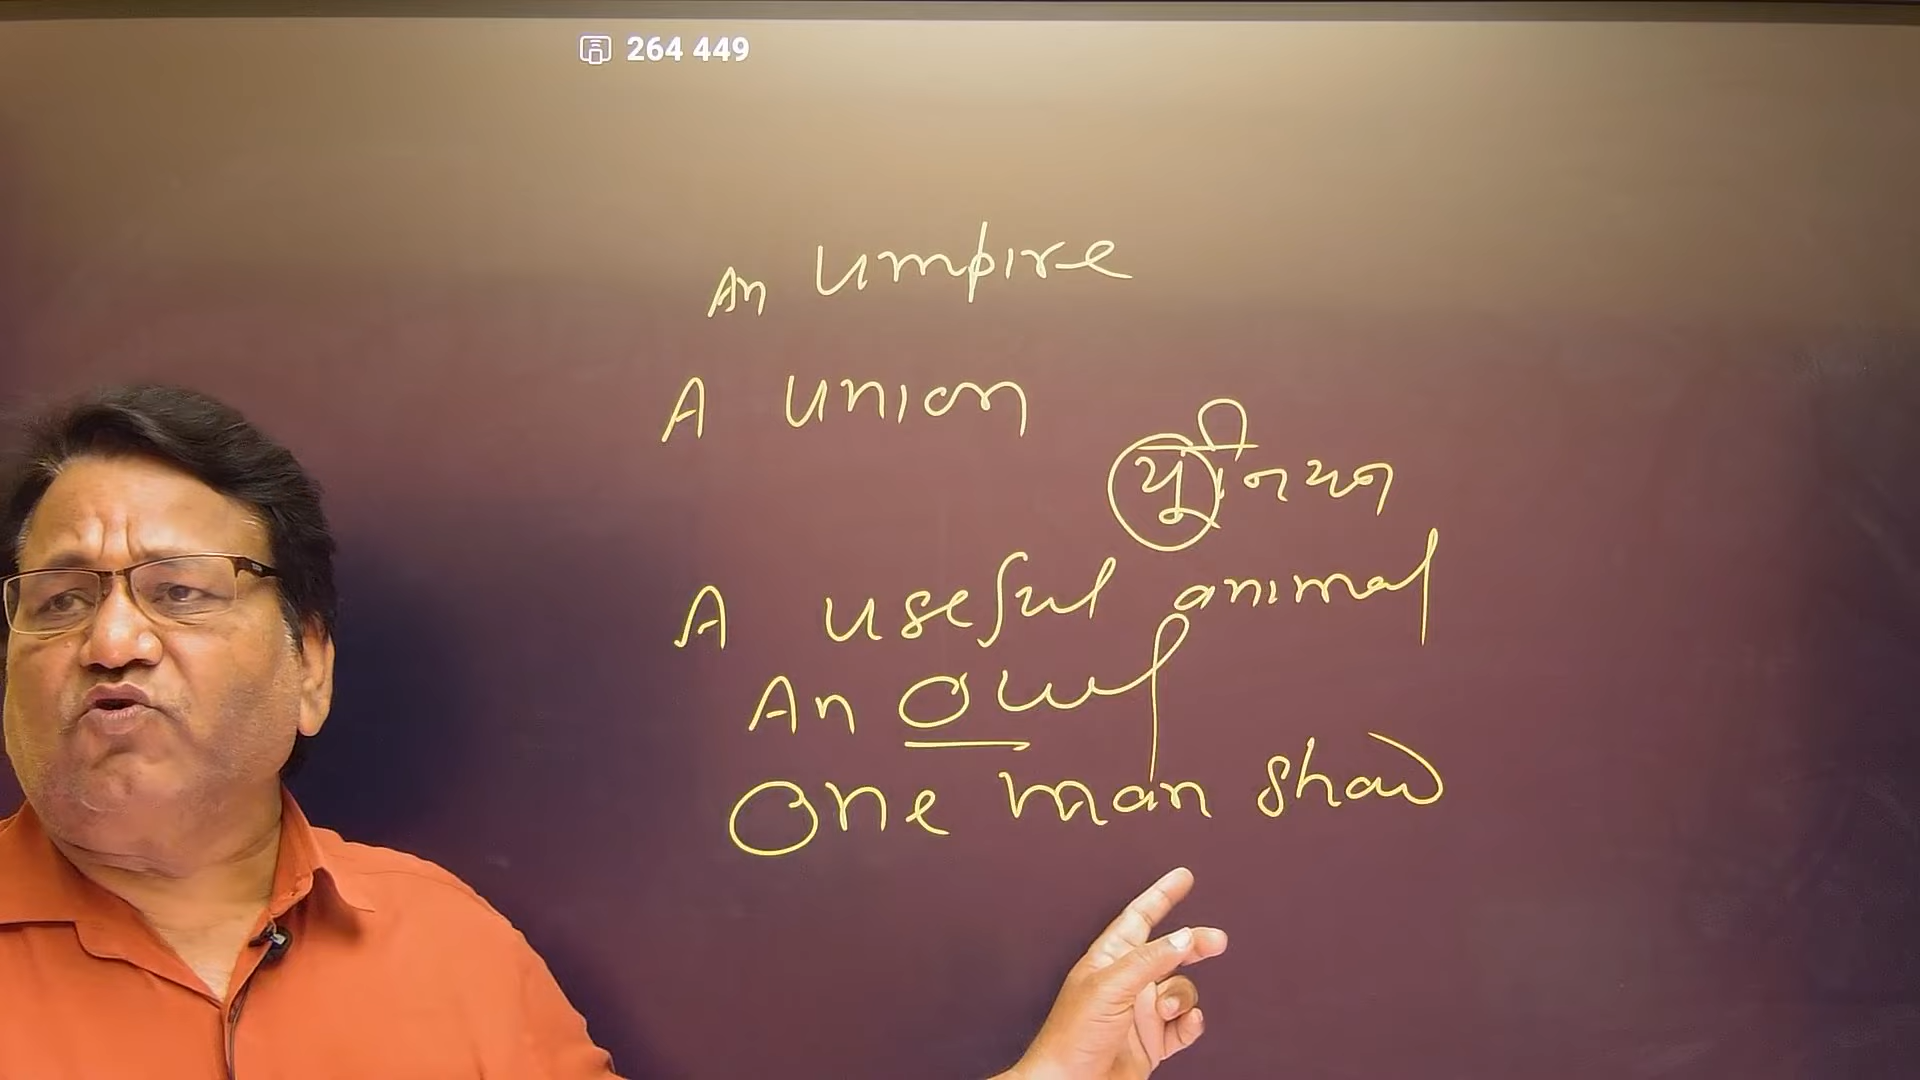 264 449
An Umpire
A Union
यूनियन
A useful animal
An owl
One man show